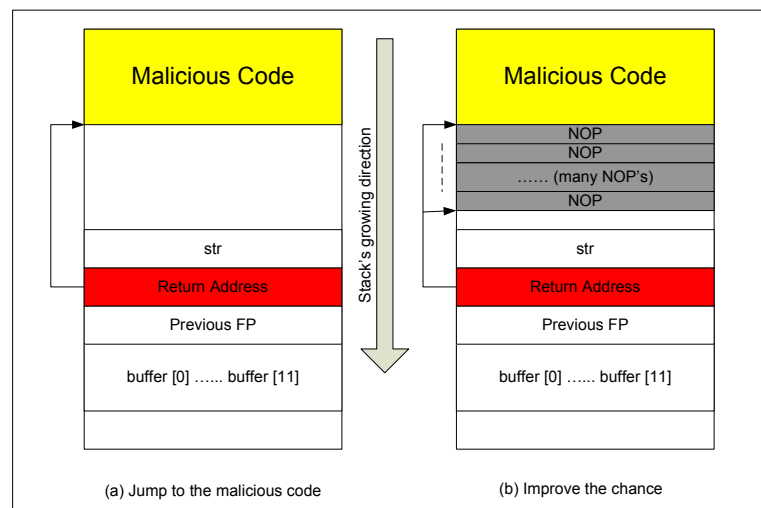 Malicious Code
str
Return Address
Previous FP
buffer [0] …... buffer [11]
(a) Jump to the malicious code
Stack's growing direction
Malicious Code
NOP
NOP
…... (many NOP's)
NOP
str
Return Address
Previous FP
buffer [0] …... buffer [11]
(b) Improve the chance